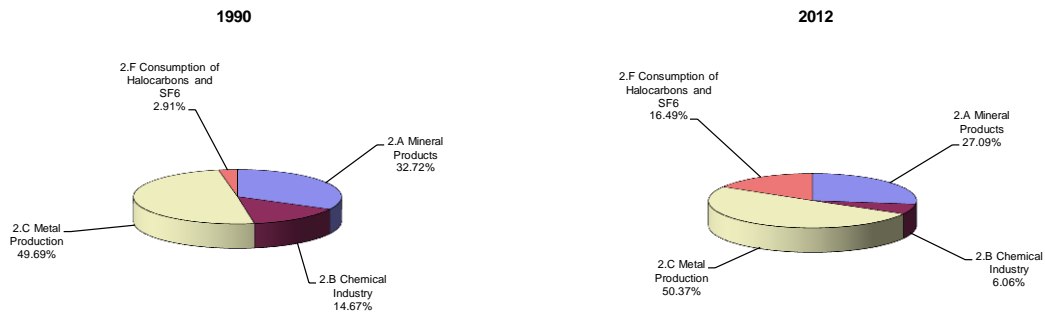 1990
2.F Consumption of
Halocarbons and
SF6
2.91%
2.A Mineral
Products
32.72%
2.C Metal
Production
49.69%
2.B Chemical
Industry
14.67%
2012
2.F Consumption of
Halocarbons and
SF6
16.49%
2.A Mineral
Products
27.09%
2.C Metal
Production
50.37%
2.B Chemical
Industry
6.06%